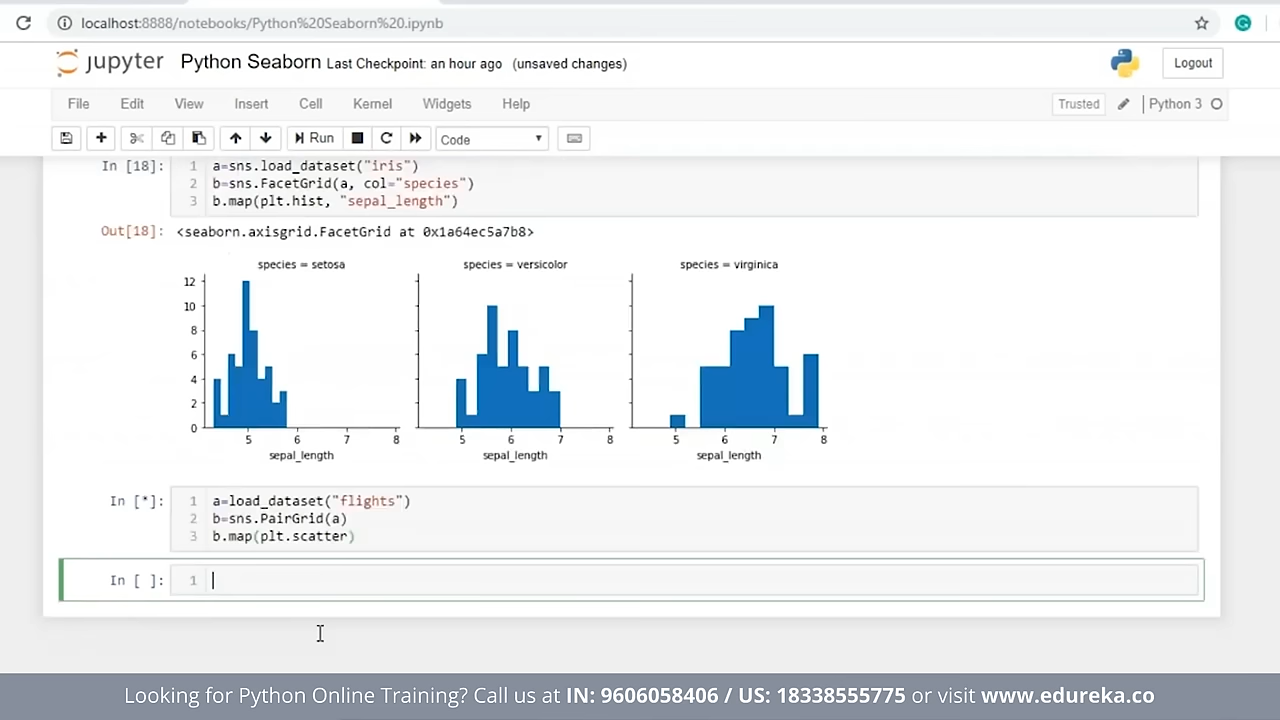 localhost:8888/notebooks/Python%20Seaborn%20.ipynb
jupyter Python Seaborn Last Checkpoint: an hour ago (unsaved changes) Logout
File Edit View Insert Cell Kernel Widgets Help Trusted Python 3
Run Code
In [18]: 1 a=sns.load_dataset("iris")
2 b=sns.FacetGrid(a, col="species")
3 b.map(plt.hist, "sepal_length")
Out[18]: <seaborn.axisgrid.FacetGrid at 0x1a64ec5a7b8>
species = setosa species = versicolor species = virginica
12
10
8
6
4
2
0
5 6 7 8 5 6 7 8 5 6 7 8
sepal_length sepal_length sepal_length
In [*]: 1 a=load_dataset("flights")
2 b=sns.PairGrid(a)
3 b.map(plt.scatter)
In [ ]: 1
Looking for Python Online Training? Call us at IN: 9606058406 / US: 18338555775 or visit www.edureka.co